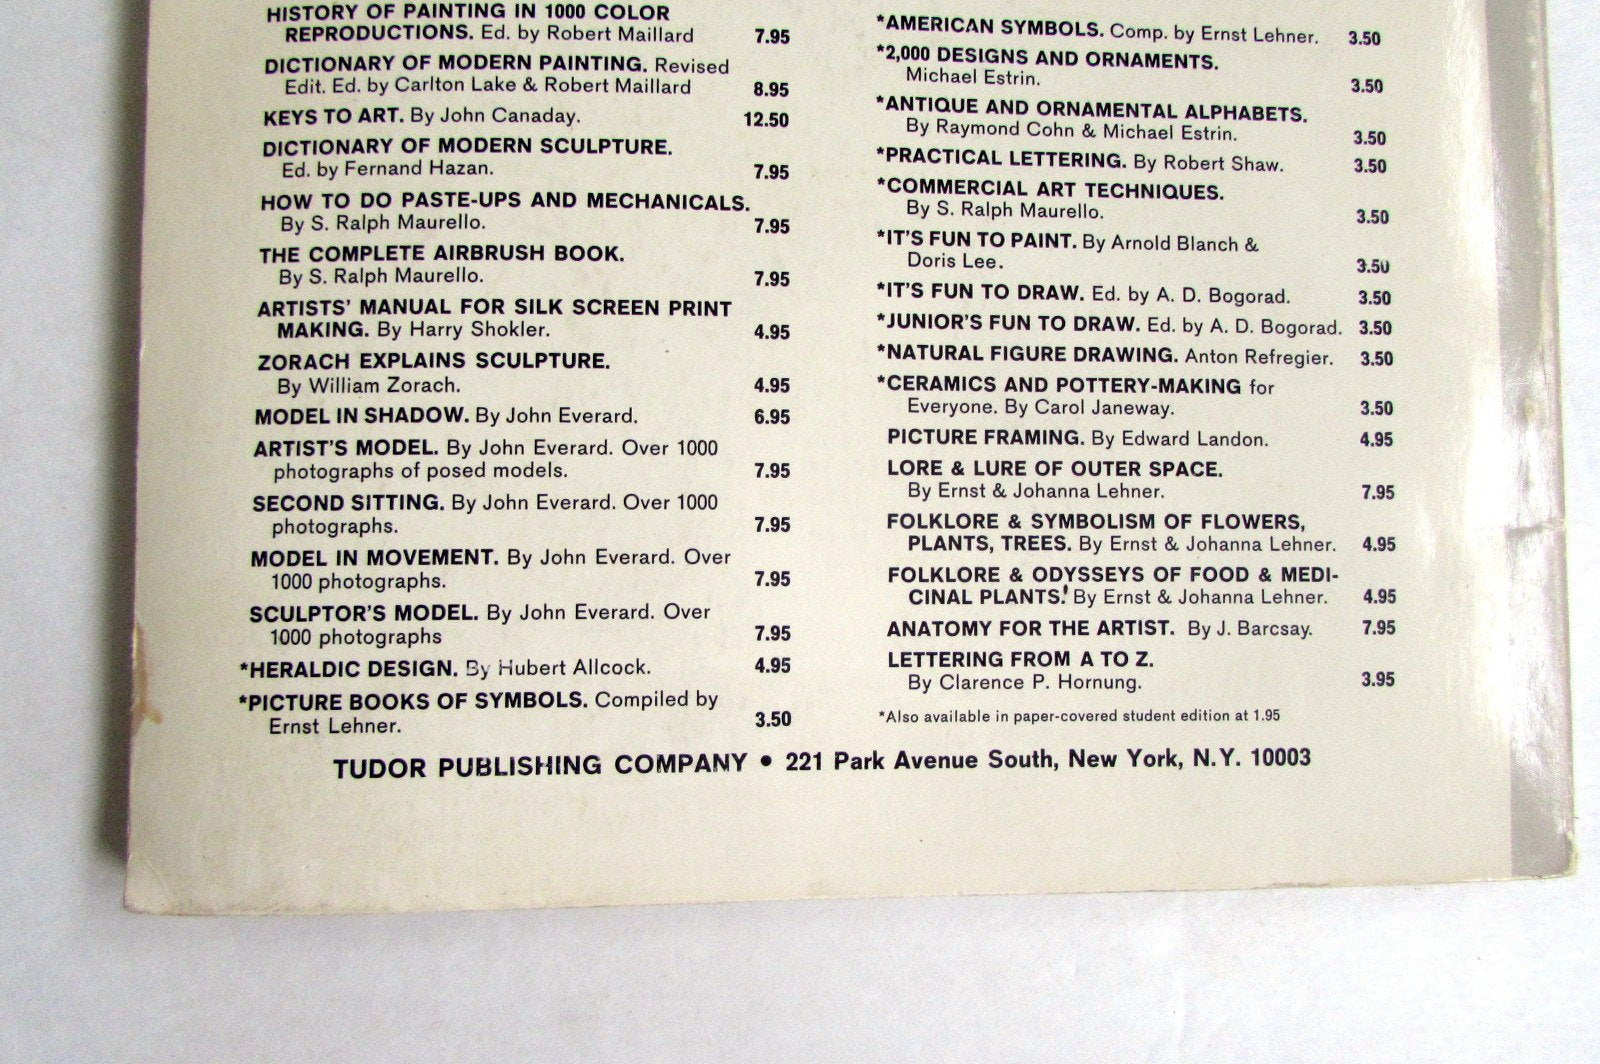 HISTORY OF PAINTING IN 1000 COLOR
REPRODUCTIONS. Ed. by Robert Maillard 7.95
DICTIONARY OF MODERN PAINTING. Revised
Edit. Ed. by Carlton Lake & Robert Maillard 8.95
KEYS TO ART. By John Canaday. 12.50
DICTIONARY OF MODERN SCULPTURE.
Ed. by Fernand Hazan. 7.95
HOW TO DO PASTE-UPS AND MECHANICALS.
By S. Ralph Maurello. 7.95
THE COMPLETE AIRBRUSH BOOK.
By S. Ralph Maurello. 7.95
ARTISTS' MANUAL FOR SILK SCREEN PRINT
MAKING. By Harry Shokler. 4.95
ZORACH EXPLAINS SCULPTURE.
By William Zorach. 4.95
MODEL IN SHADOW. By John Everard. 6.95
ARTIST'S MODEL. By John Everard. Over 1000
photographs of posed models. 7.95
SECOND SITTING. By John Everard. Over 1000
photographs. 7.95
MODEL IN MOVEMENT. By John Everard. Over
1000 photographs. 7.95
SCULPTOR'S MODEL. By John Everard. Over
1000 photographs 7.95
*HERALDIC DESIGN. By Hubert Allcock. 4.95
*PICTURE BOOKS OF SYMBOLS. Compiled by
Ernst Lehner. 3.50
*AMERICAN SYMBOLS. Comp. by Ernst Lehner. 3.50
*2,000 DESIGNS AND ORNAMENTS.
Michael Estrin. 3.50
*ANTIQUE AND ORNAMENTAL ALPHABETS.
By Raymond Cohn & Michael Estrin. 3.50
*PRACTICAL LETTERING. By Robert Shaw. 3.50
*COMMERCIAL ART TECHNIQUES.
By S. Ralph Maurello. 3.50
*IT'S FUN TO PAINT. By Arnold Blanch &
Doris Lee. 3.50
*IT'S FUN TO DRAW. Ed. by A. D. Bogorad. 3.50
*JUNIOR'S FUN TO DRAW. Ed. by A. D. Bogorad. 3.50
*NATURAL FIGURE DRAWING. Anton Refregier. 3.50
*CERAMICS AND POTTERY-MAKING for
Everyone. By Carol Janeway. 3.50
PICTURE FRAMING. By Edward Landon. 4.95
LORE & LURE OF OUTER SPACE.
By Ernst & Johanna Lehner. 7.95
FOLKLORE & SYMBOLISM OF FLOWERS,
PLANTS, TREES. By Ernst & Johanna Lehner. 4.95
FOLKLORE & ODYSSEYS OF FOOD & MEDI-
CINAL PLANTS. By Ernst & Johanna Lehner. 4.95
ANATOMY FOR THE ARTIST. By J. Barcsay. 7.95
LETTERING FROM A TO Z.
By Clarence P. Hornung. 3.95
*Also available in paper-covered student edition at 1.95
TUDOR PUBLISHING COMPANY • 221 Park Avenue South, New York, N.Y. 10003